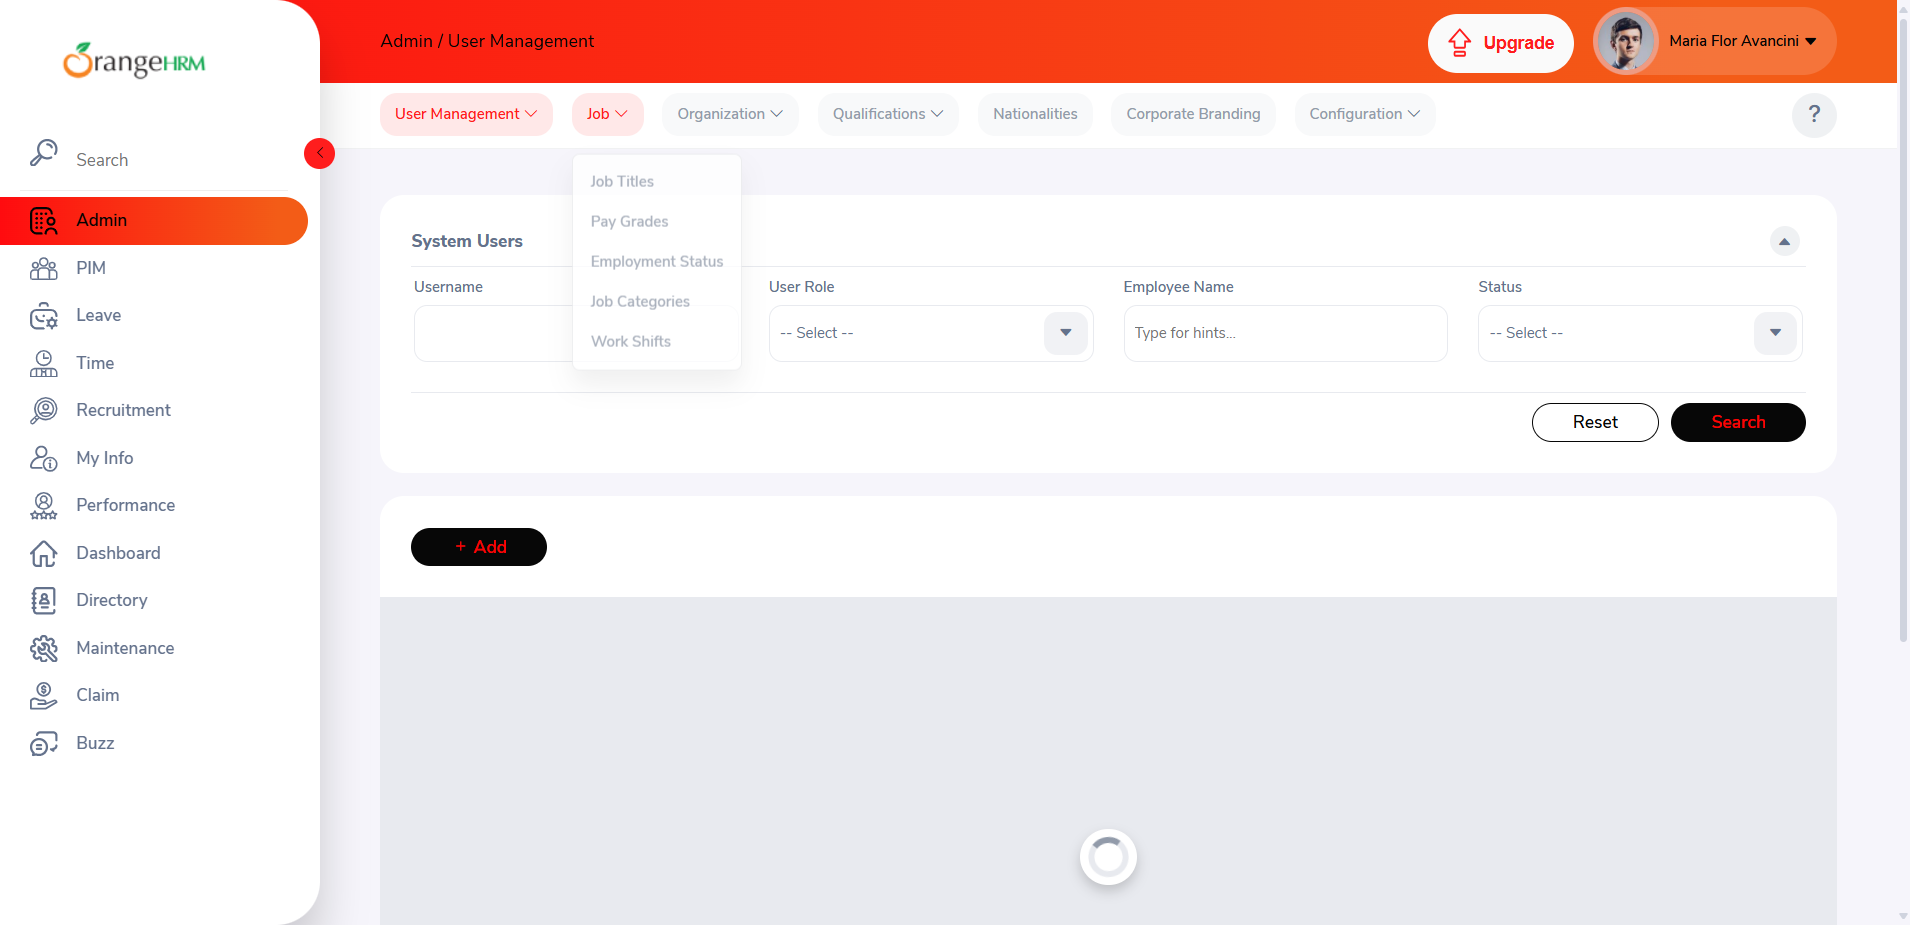 OrangeHRM
Admin / User Management
Upgrade
Maria Flor Avancini
User Management
Job
Organization
Qualifications
Nationalities
Corporate Branding
Configuration
?
Search
Admin
PIM
Leave
Time
Recruitment
My Info
Performance
Dashboard
Directory
Maintenance
Claim
Buzz
Job Titles
Pay Grades
Employment Status
Job Categories
Work Shifts
System Users
Username
User Role
-- Select --
Employee Name
Type for hints...
Status
-- Select --
Reset
Search
+ Add